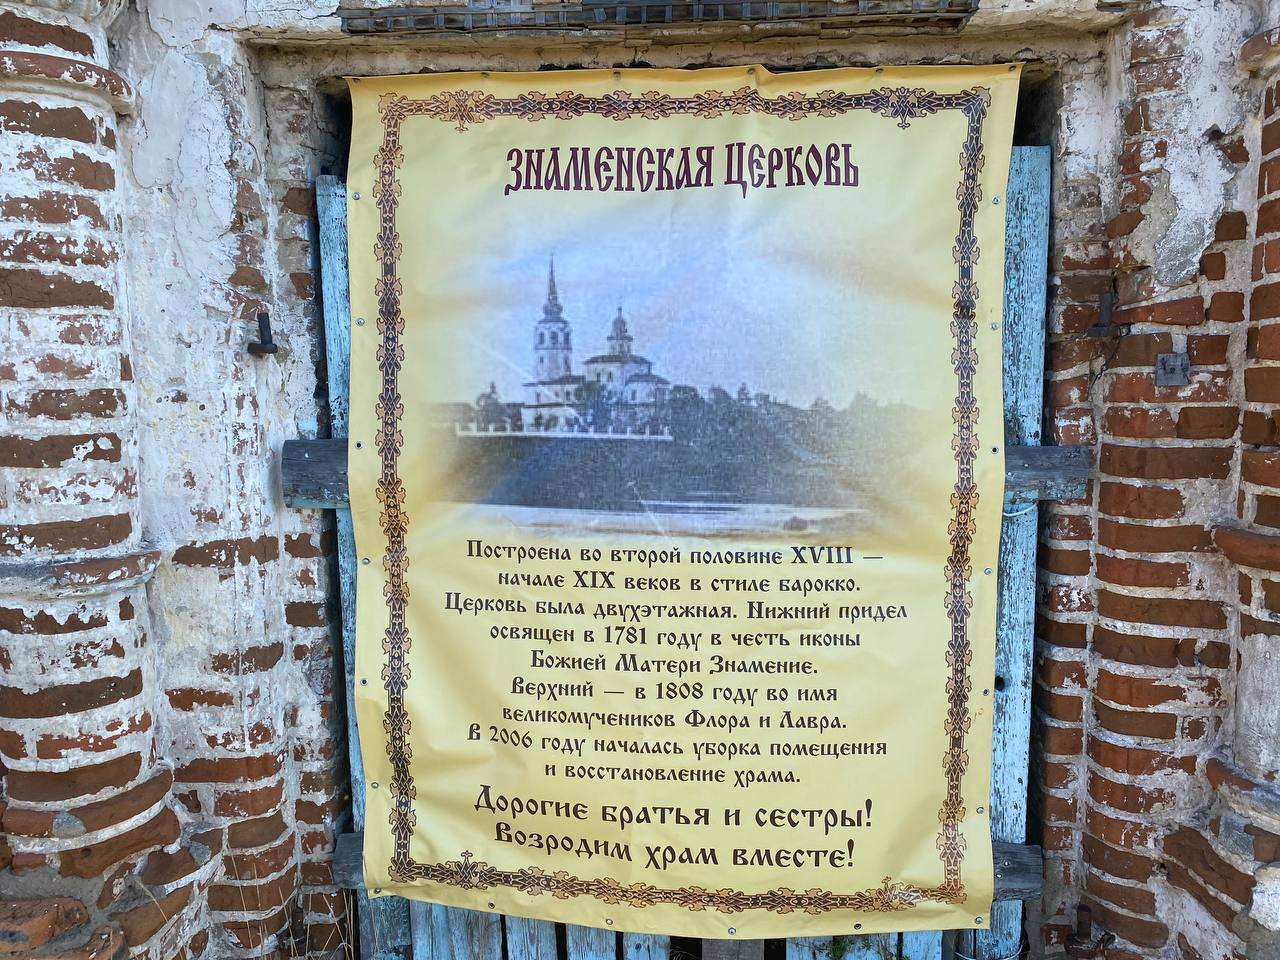 ЗНАМЕНСКАЯ ЦЕРКОВЬ
Построена во второй половине XVIII —
начале XIX веков в стиле барокко.
Церковь была двухэтажная. Нижний придел
освящен в 1781 году в честь иконы
Божией Матери Знамение.
Верхний — в 1808 году во имя
великомучеников Флора и Лавра.
В 2006 году началась уборка помещения
и восстановление храма.
Дорогие братья и сестры!
Возродим храм вместе!